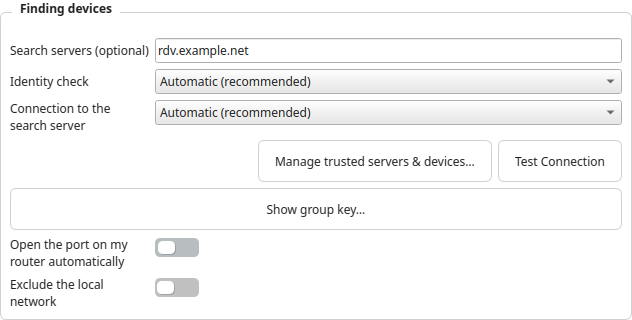 Finding devices
Search servers (optional) rdv.example.net
Identity check Automatic (recommended)
Connection to the search server Automatic (recommended)
Manage trusted servers & devices... Test Connection
Show group key...
Open the port on my
router automatically
Exclude the local
network